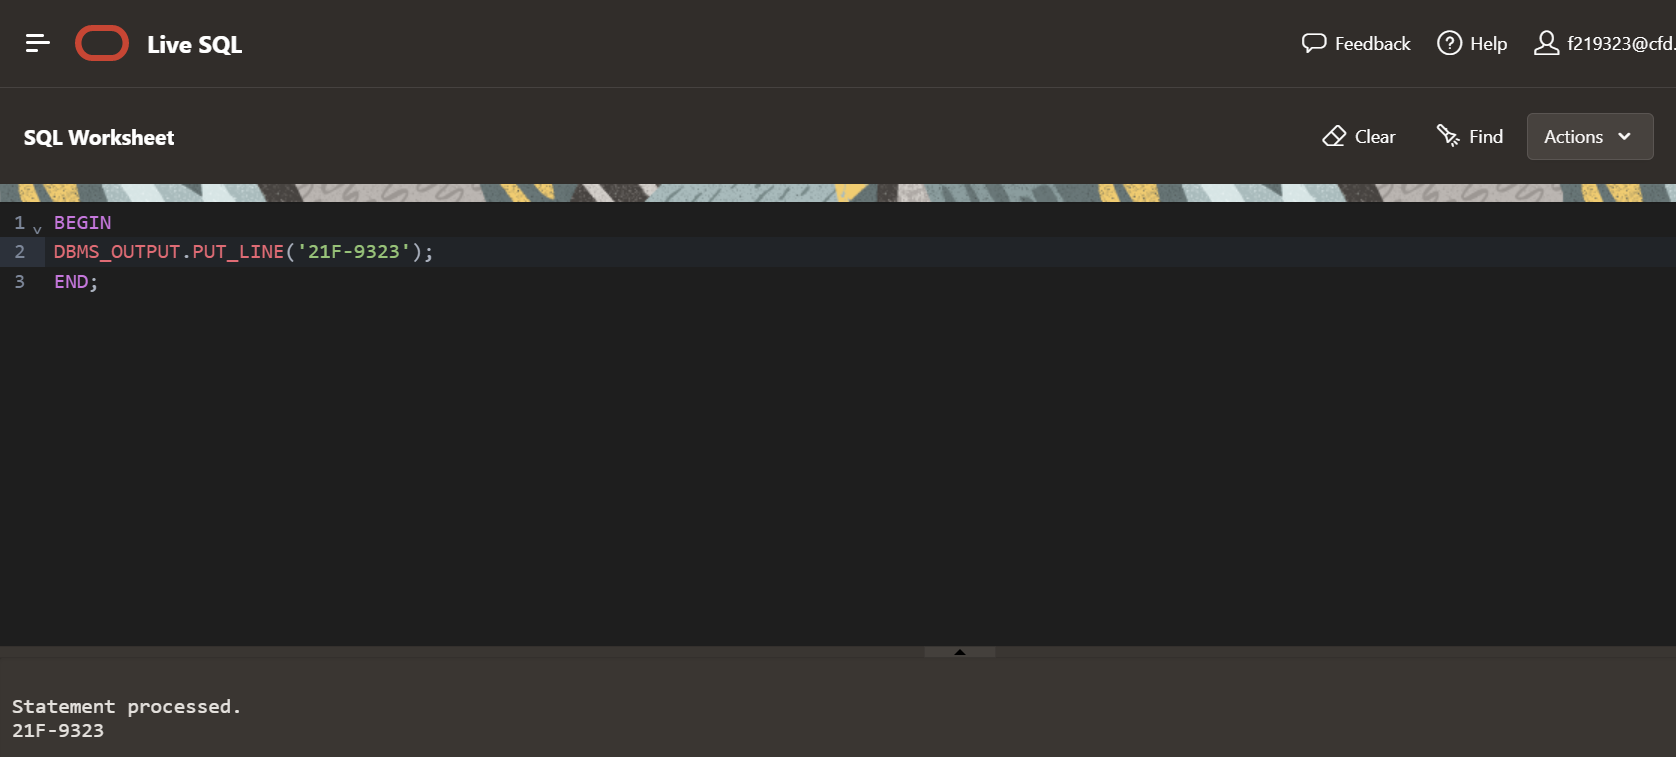 Live SQL
Feedback
Help
f219323@cfd.
SQL Worksheet
Clear
Find
Actions
1 BEGIN
2 DBMS_OUTPUT.PUT_LINE('21F-9323');
3 END;
Statement processed.
21F-9323